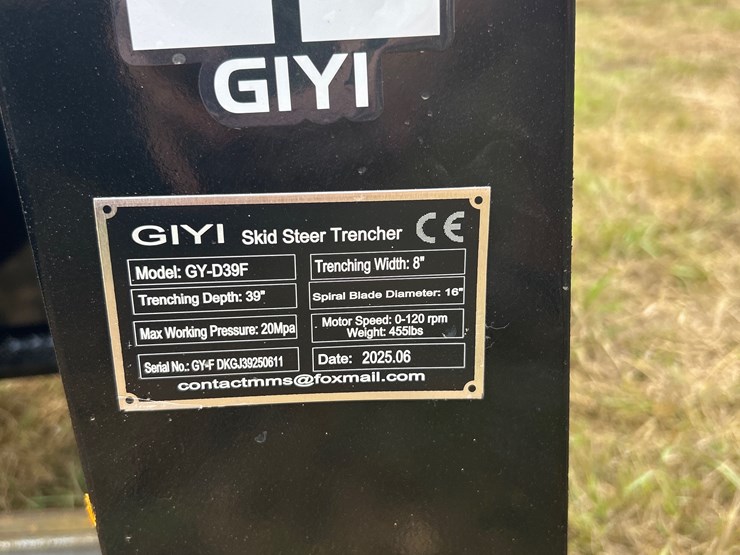 GIYI
GIYI Skid Steer Trencher CE
Model: GY-D39F
Trenching Width: 8"
Trenching Depth: 39"
Spiral Blade Diameter: 16"
Max Working Pressure: 20Mpa
Motor Speed: 0-120 rpm
Weight: 455lbs
Serial No.: GY-F DKGJ39250611
Date: 2025.06
contactmms@foxmail.com